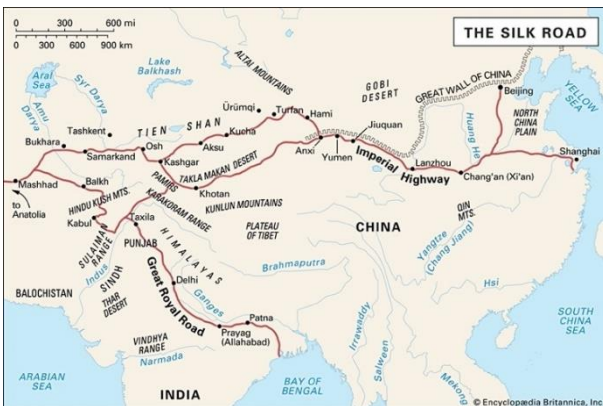 THE SILK ROAD
0 300 600 mi
0 300 600 900 km
Aral
Sea
Syr Darya
Lake
Balkhash
ALTAI MOUNTAINS
GOBI
DESERT
GREAT WALL OF CHINA
Beijing
YELLOW
SEA
Amu
Darya
Tashkent
TIEN SHAN
Ürümqi
Turfan
Hami
Kucha
Jiuquan
Huang He
NORTH
CHINA
PLAIN
Bukhara
Samarkand
Osh
Aksu
Anxi
Yumen
Imperial Highway
Lanzhou
Shanghai
Kashgar
TAKLA MAKAN DESERT
Chang'an (Xi'an)
Mashhad
to
Anatolia
Balkh
PAMIRS
Khotan
HINDU KUSH MTS.
KARAKORAM RANGE
KUNLUN MOUNTAINS
QIN
MTS.
Kabul
Taxila
PLATEAU
OF TIBET
CHINA
SULAIMAN
RANGE
PUNJAB
HIMALAYAS
Yangtze
(Chang Jiang)
Indus
SINDH
Great Royal Road
Brahmaputra
BALOCHISTAN
THAR
DESERT
Delhi
Ganges
Hsi
Patna
Irrawaddy
Salween
SOUTH
CHINA
SEA
VINDHYA
RANGE
Prayag
(Allahabad)
Narmada
ARABIAN
SEA
INDIA
BAY OF
BENGAL
Mekong
© Encyclopædia Britannica, Inc